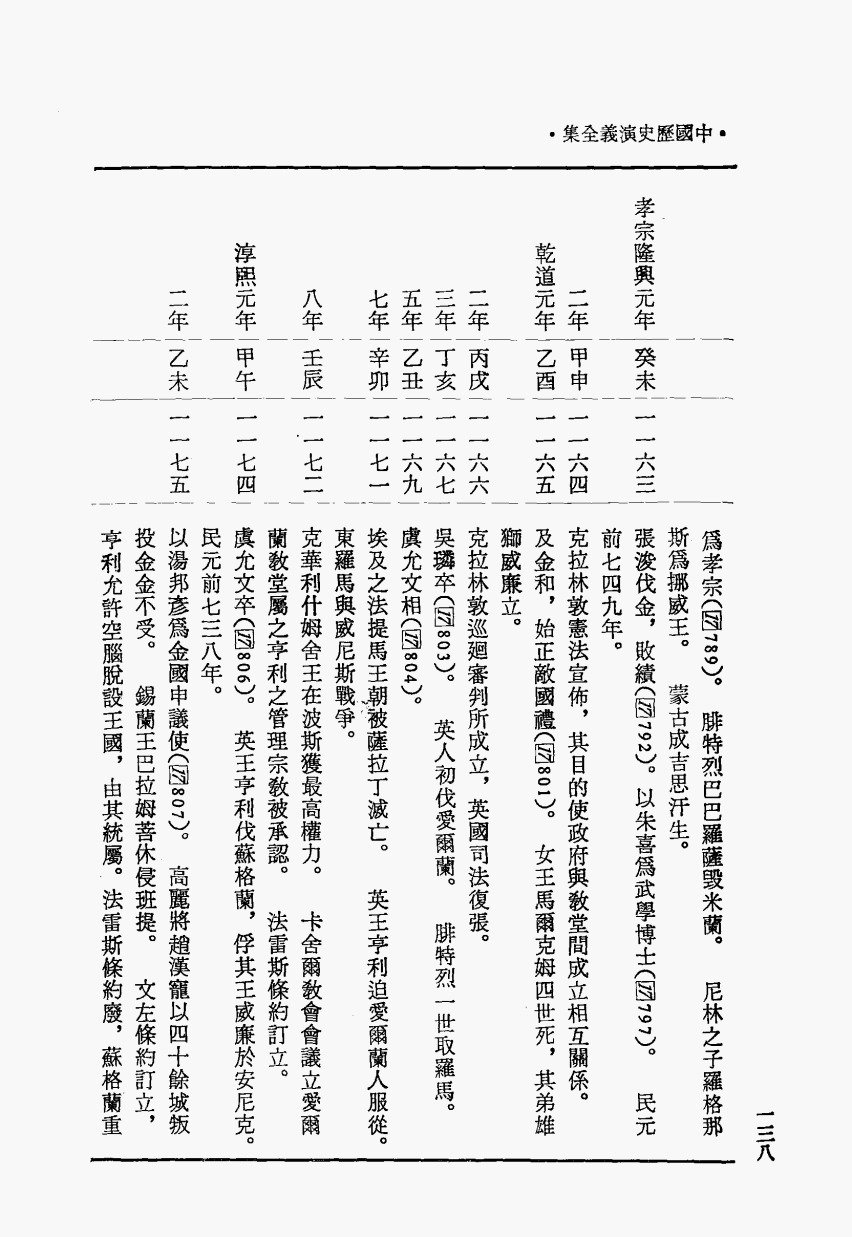 ·中國歷史演義全集·
爲孝宗(789)。 腓特烈巴巴羅薩毀米蘭。 尼林之子羅格那
斯爲挪威王。 蒙古成吉思汗生。
孝宗隆興元年 癸未 一一六三 張浚伐金，敗績(792)。以朱熹爲武學博士(797)。 民元
前七四九年。
二年 甲申 一一六四 克拉林敦憲法宣佈，其目的使政府與教堂間成立相互關係。
乾道元年 乙酉 一一六五 及金和，始正敵國禮(801)。 女王馬爾克姆四世死，其弟雄
獅威廉立。
二年 丙戌 一一六六 克拉林敦巡廻審判所成立，英國司法復張。
三年 丁亥 一一六七 吳璘卒(803)。 英人初伐愛爾蘭。 腓特烈一世取羅馬。
五年 乙丑 一一六九 虞允文相(804)。
七年 辛卯 一一七一 埃及之法提馬王朝被薩拉丁滅亡。 英王亨利迫愛爾蘭人服從。
東羅馬與威尼斯戰爭。
八年 壬辰 一一七二 克華利什姆舍王在波斯獲最高權力。 卡舍爾教會會議立愛爾
蘭教堂屬之亨利之管理宗教被承認。 法雷斯條約訂立。
淳熙元年 甲午 一一七四 虞允文卒(806)。 英王亨利伐蘇格蘭，俘其王威廉於安尼克。
民元前七三八年。
二年 乙未 一一七五 以湯邦彥爲金國申議使(807)。 高麗將趙漢寵以四十餘城叛
投金金不受。 錫蘭王巴拉姆菩休侵班提。 文左條約訂立，
亨利允許空腦脫設王國，由其統屬。法雷斯條約廢，蘇格蘭重
一三八